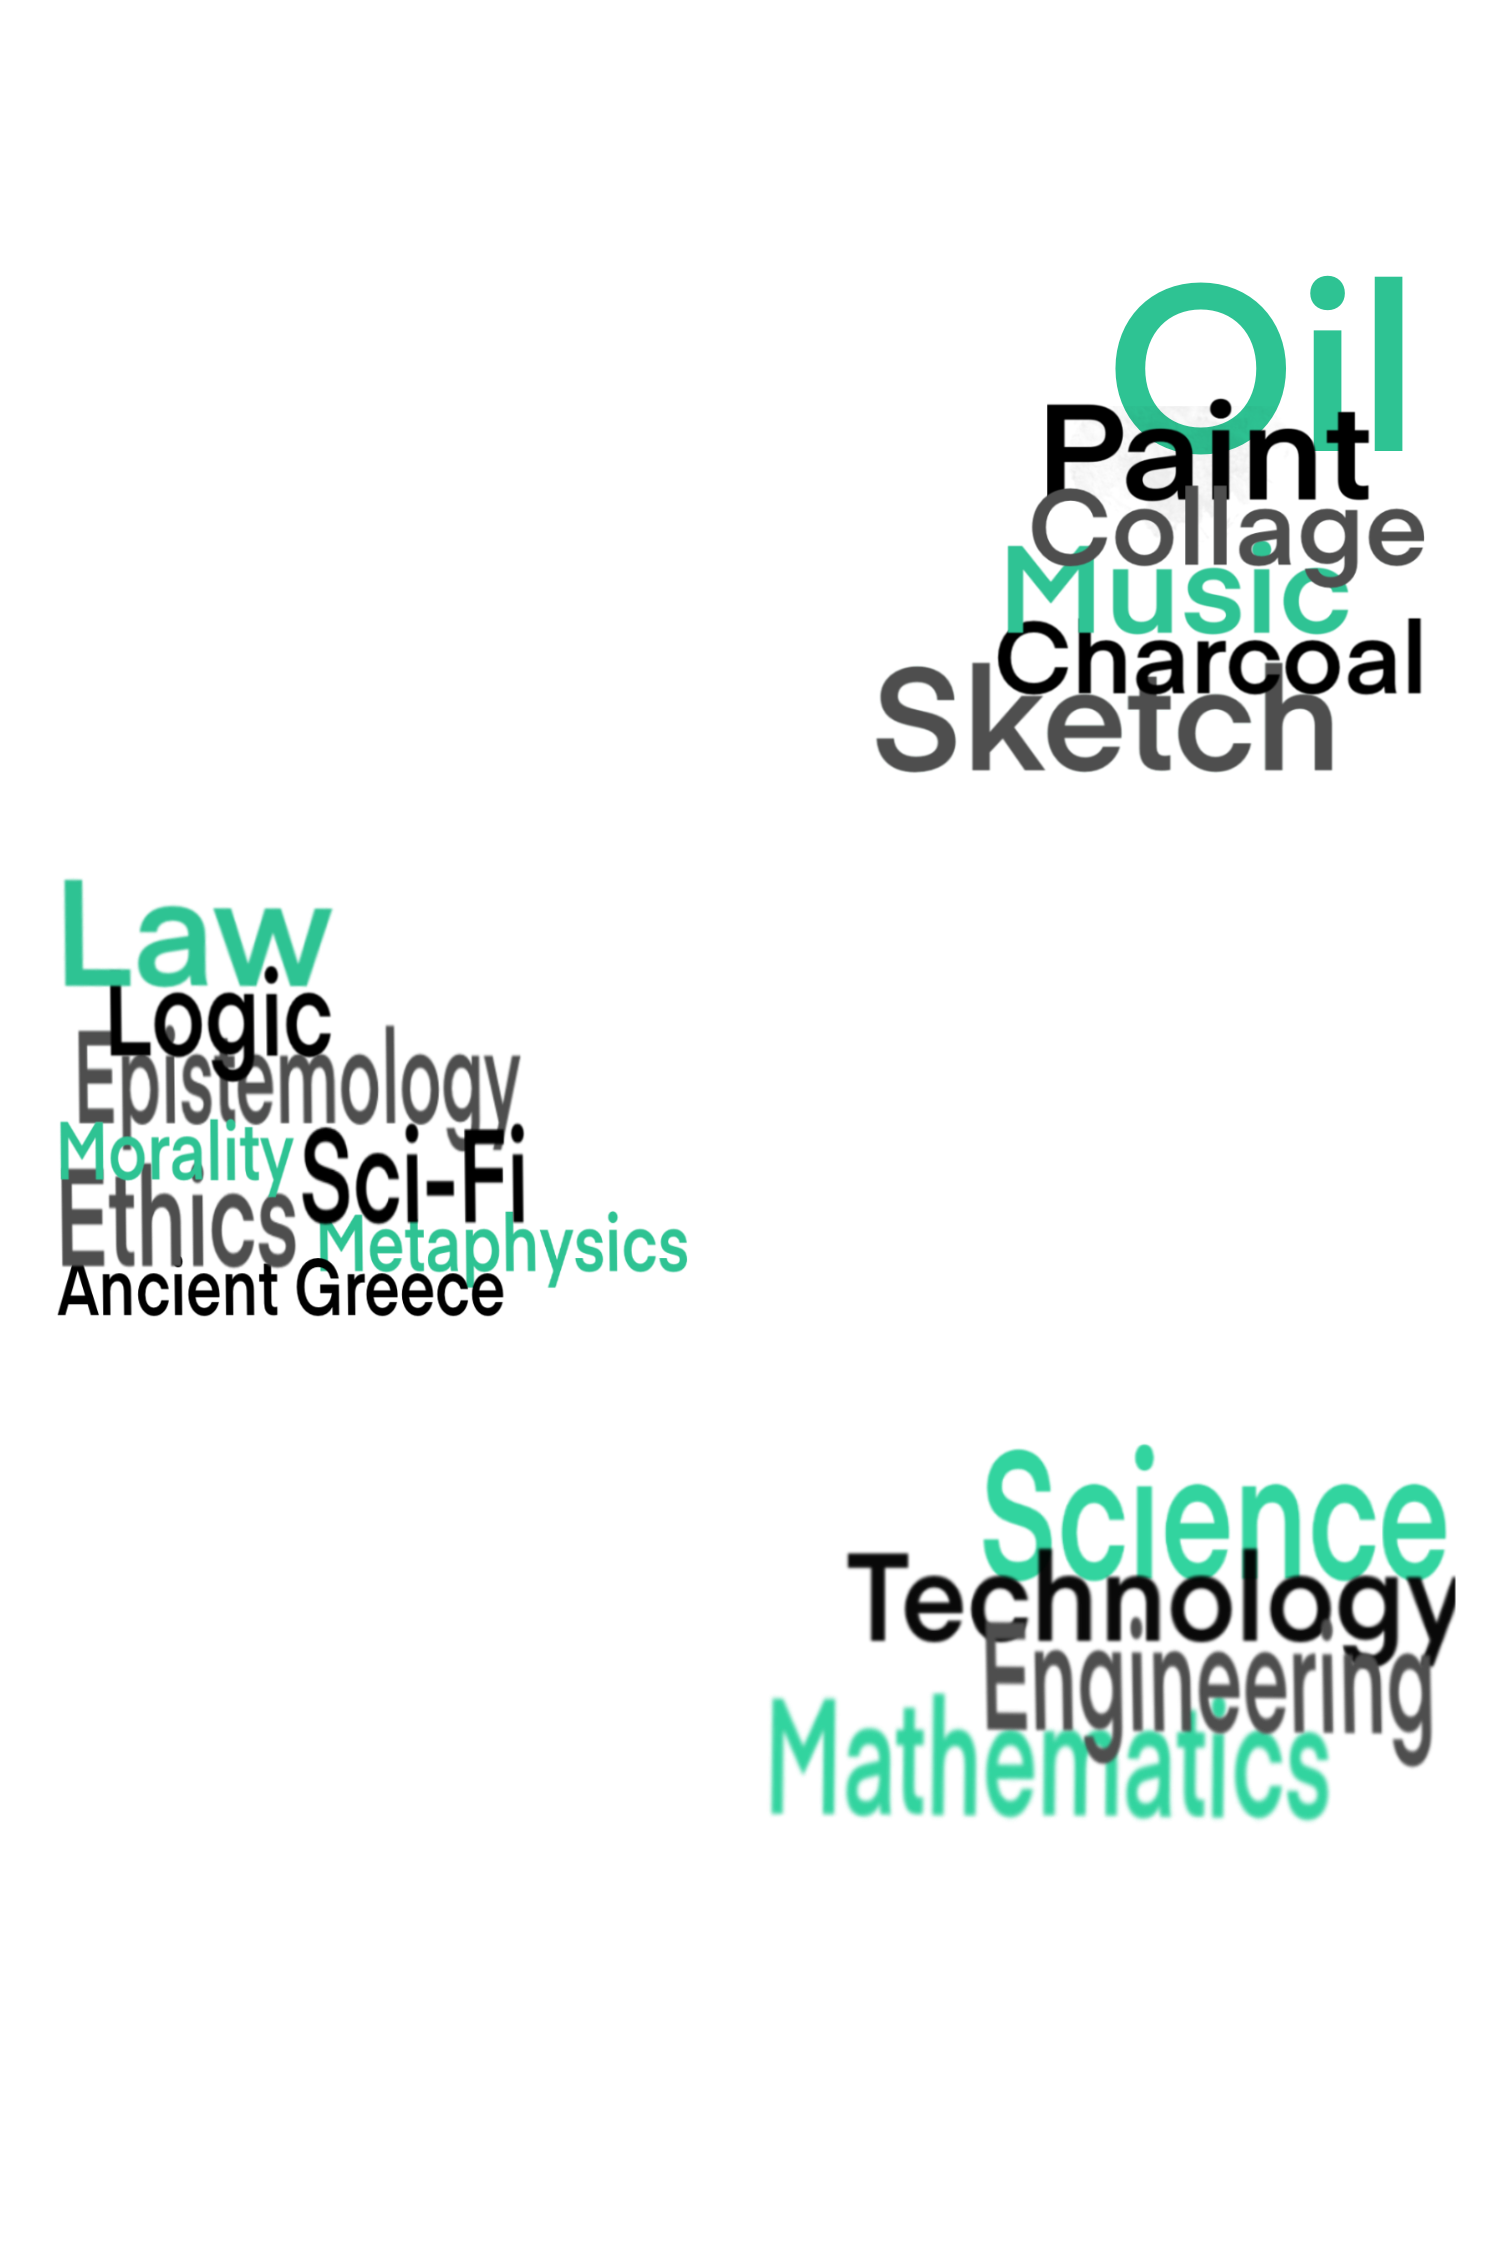 Oil
Paint
Collage
Music
Charcoal
Sketch
Law
Logic
Epistemology
Morality
Sci-Fi
Ethics
Metaphysics
Ancient Greece
Science
Technology
Engineering
Mathematics